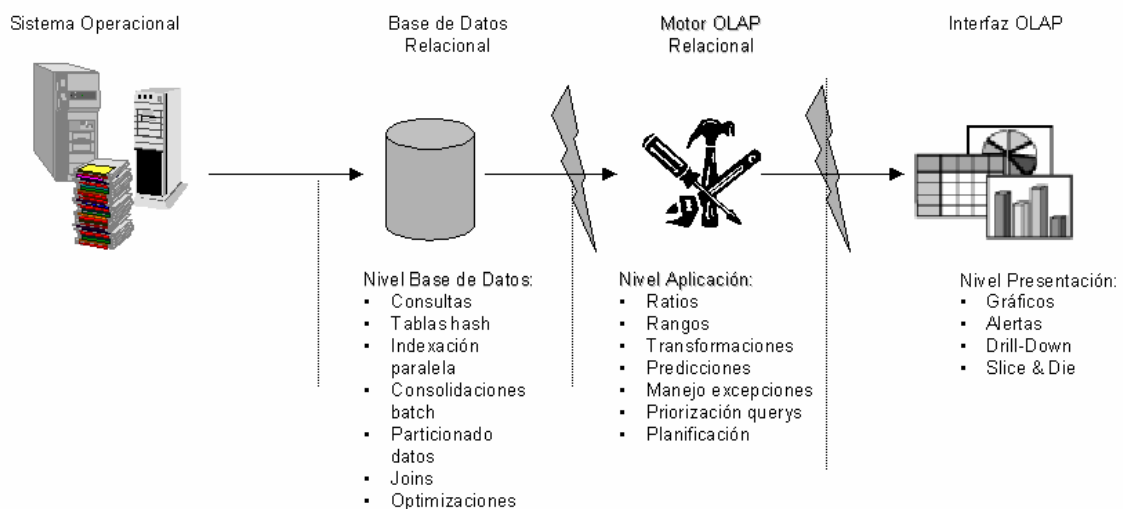 Sistema Operacional
Base de Datos
Relacional
Motor OLAP
Relacional
Interfaz OLAP
Nivel Base de Datos:
▪ Consultas
▪ Tablas hash
▪ Indexación
paralela
▪ Consolidaciones
batch
▪ Particionado
datos
▪ Joins
▪ Optimizaciones
Nivel Aplicación:
▪ Ratios
▪ Rangos
▪ Transformaciones
▪ Predicciones
▪ Manejo excepciones
▪ Priorización querys
▪ Planificación
Nivel Presentación:
▪ Gráficos
▪ Alertas
▪ Drill-Down
▪ Slice & Die